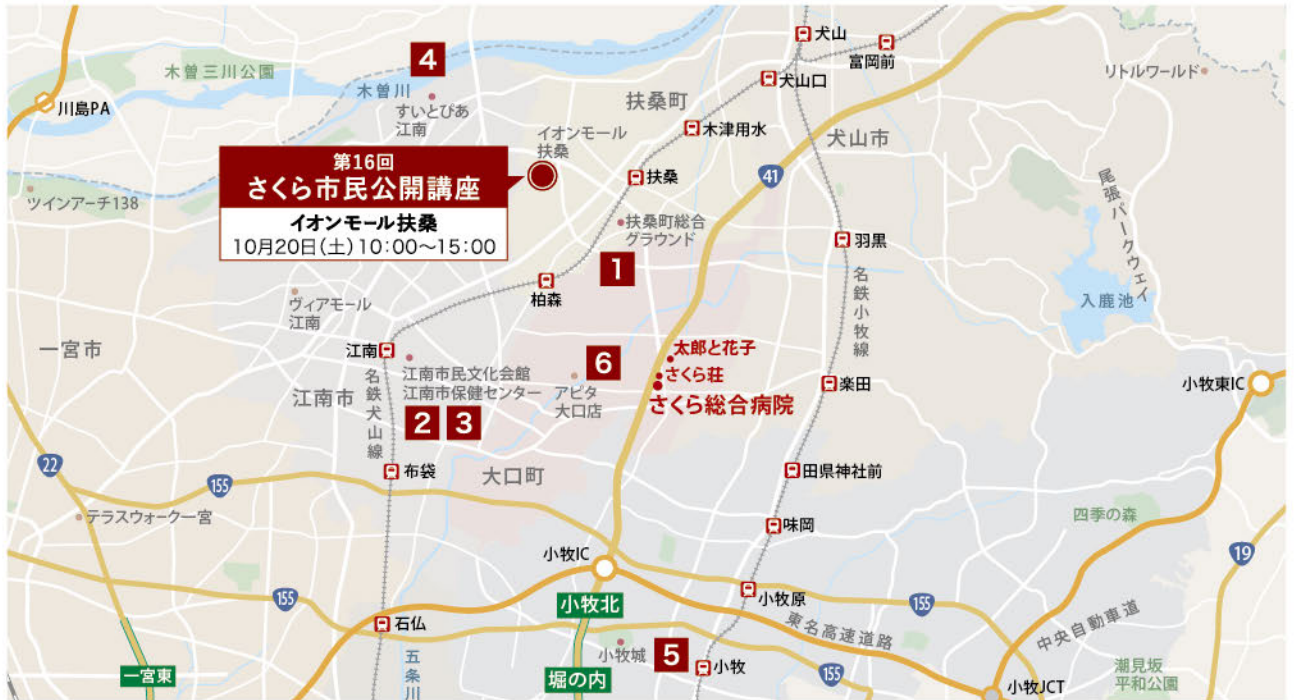 犬山
富岡前
木曽三川公園
4
リトルワールド
犬山口
川島PA
木曽川
すいとぴあ
江南
扶桑町
木津用水
犬山市
イオンモール
扶桑
第16回
さくら市民公開講座
イオンモール扶桑
10月20日(土)10:00〜15:00
扶桑
41
尾張パークウェイ
ツインアーチ138
扶桑町総合
グラウンド
羽黒
1
柏森
名鉄小牧線
入鹿池
ヴィアモール
江南
一宮市
江南
江南市民文化会館
江南市保健センター
2
3
江南市
名鉄犬山線
6
アピタ
大口店
太郎と花子
さくら荘
さくら総合病院
楽田
小牧東IC
22
155
布袋
大口町
田県神社前
テラスウォーク一宮
味岡
四季の森
19
小牧IC
155
小牧北
小牧原
155
東名高速道路
中央自動車道
石仏
五条川
小牧城
5
小牧
155
一宮東
堀の内
潮見坂
平和公園
小牧JCT